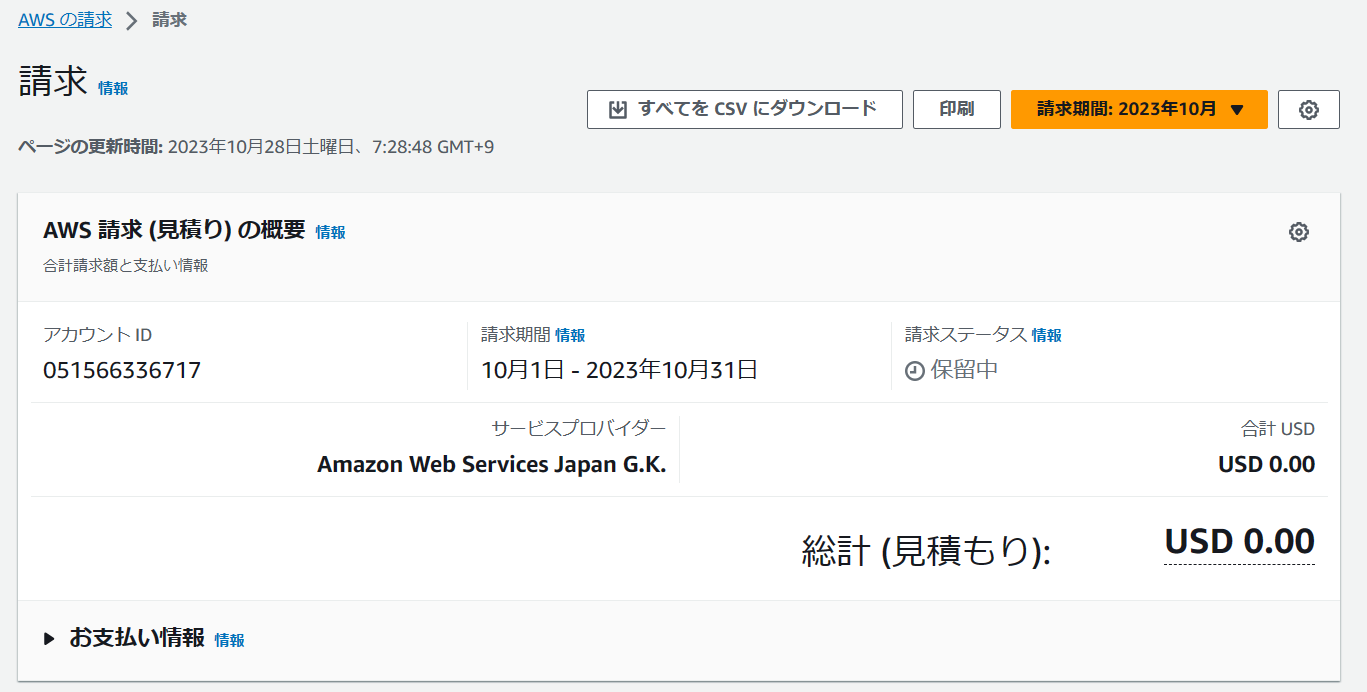 AWS の請求 > 請求
請求 情報
すべてを CSV にダウンロード 印刷 請求期間: 2023年10月 ▼
ページの更新時間: 2023年10月28日土曜日、7:28:48 GMT+9
AWS 請求 (見積り) の概要 情報
合計請求額と支払い情報
アカウント ID 請求期間 情報 請求ステータス 情報
051566336717 10月1日 - 2023年10月31日 保留中
サービスプロバイダー 合計 USD
Amazon Web Services Japan G.K. USD 0.00
総計 (見積もり): USD 0.00
お支払い情報 情報